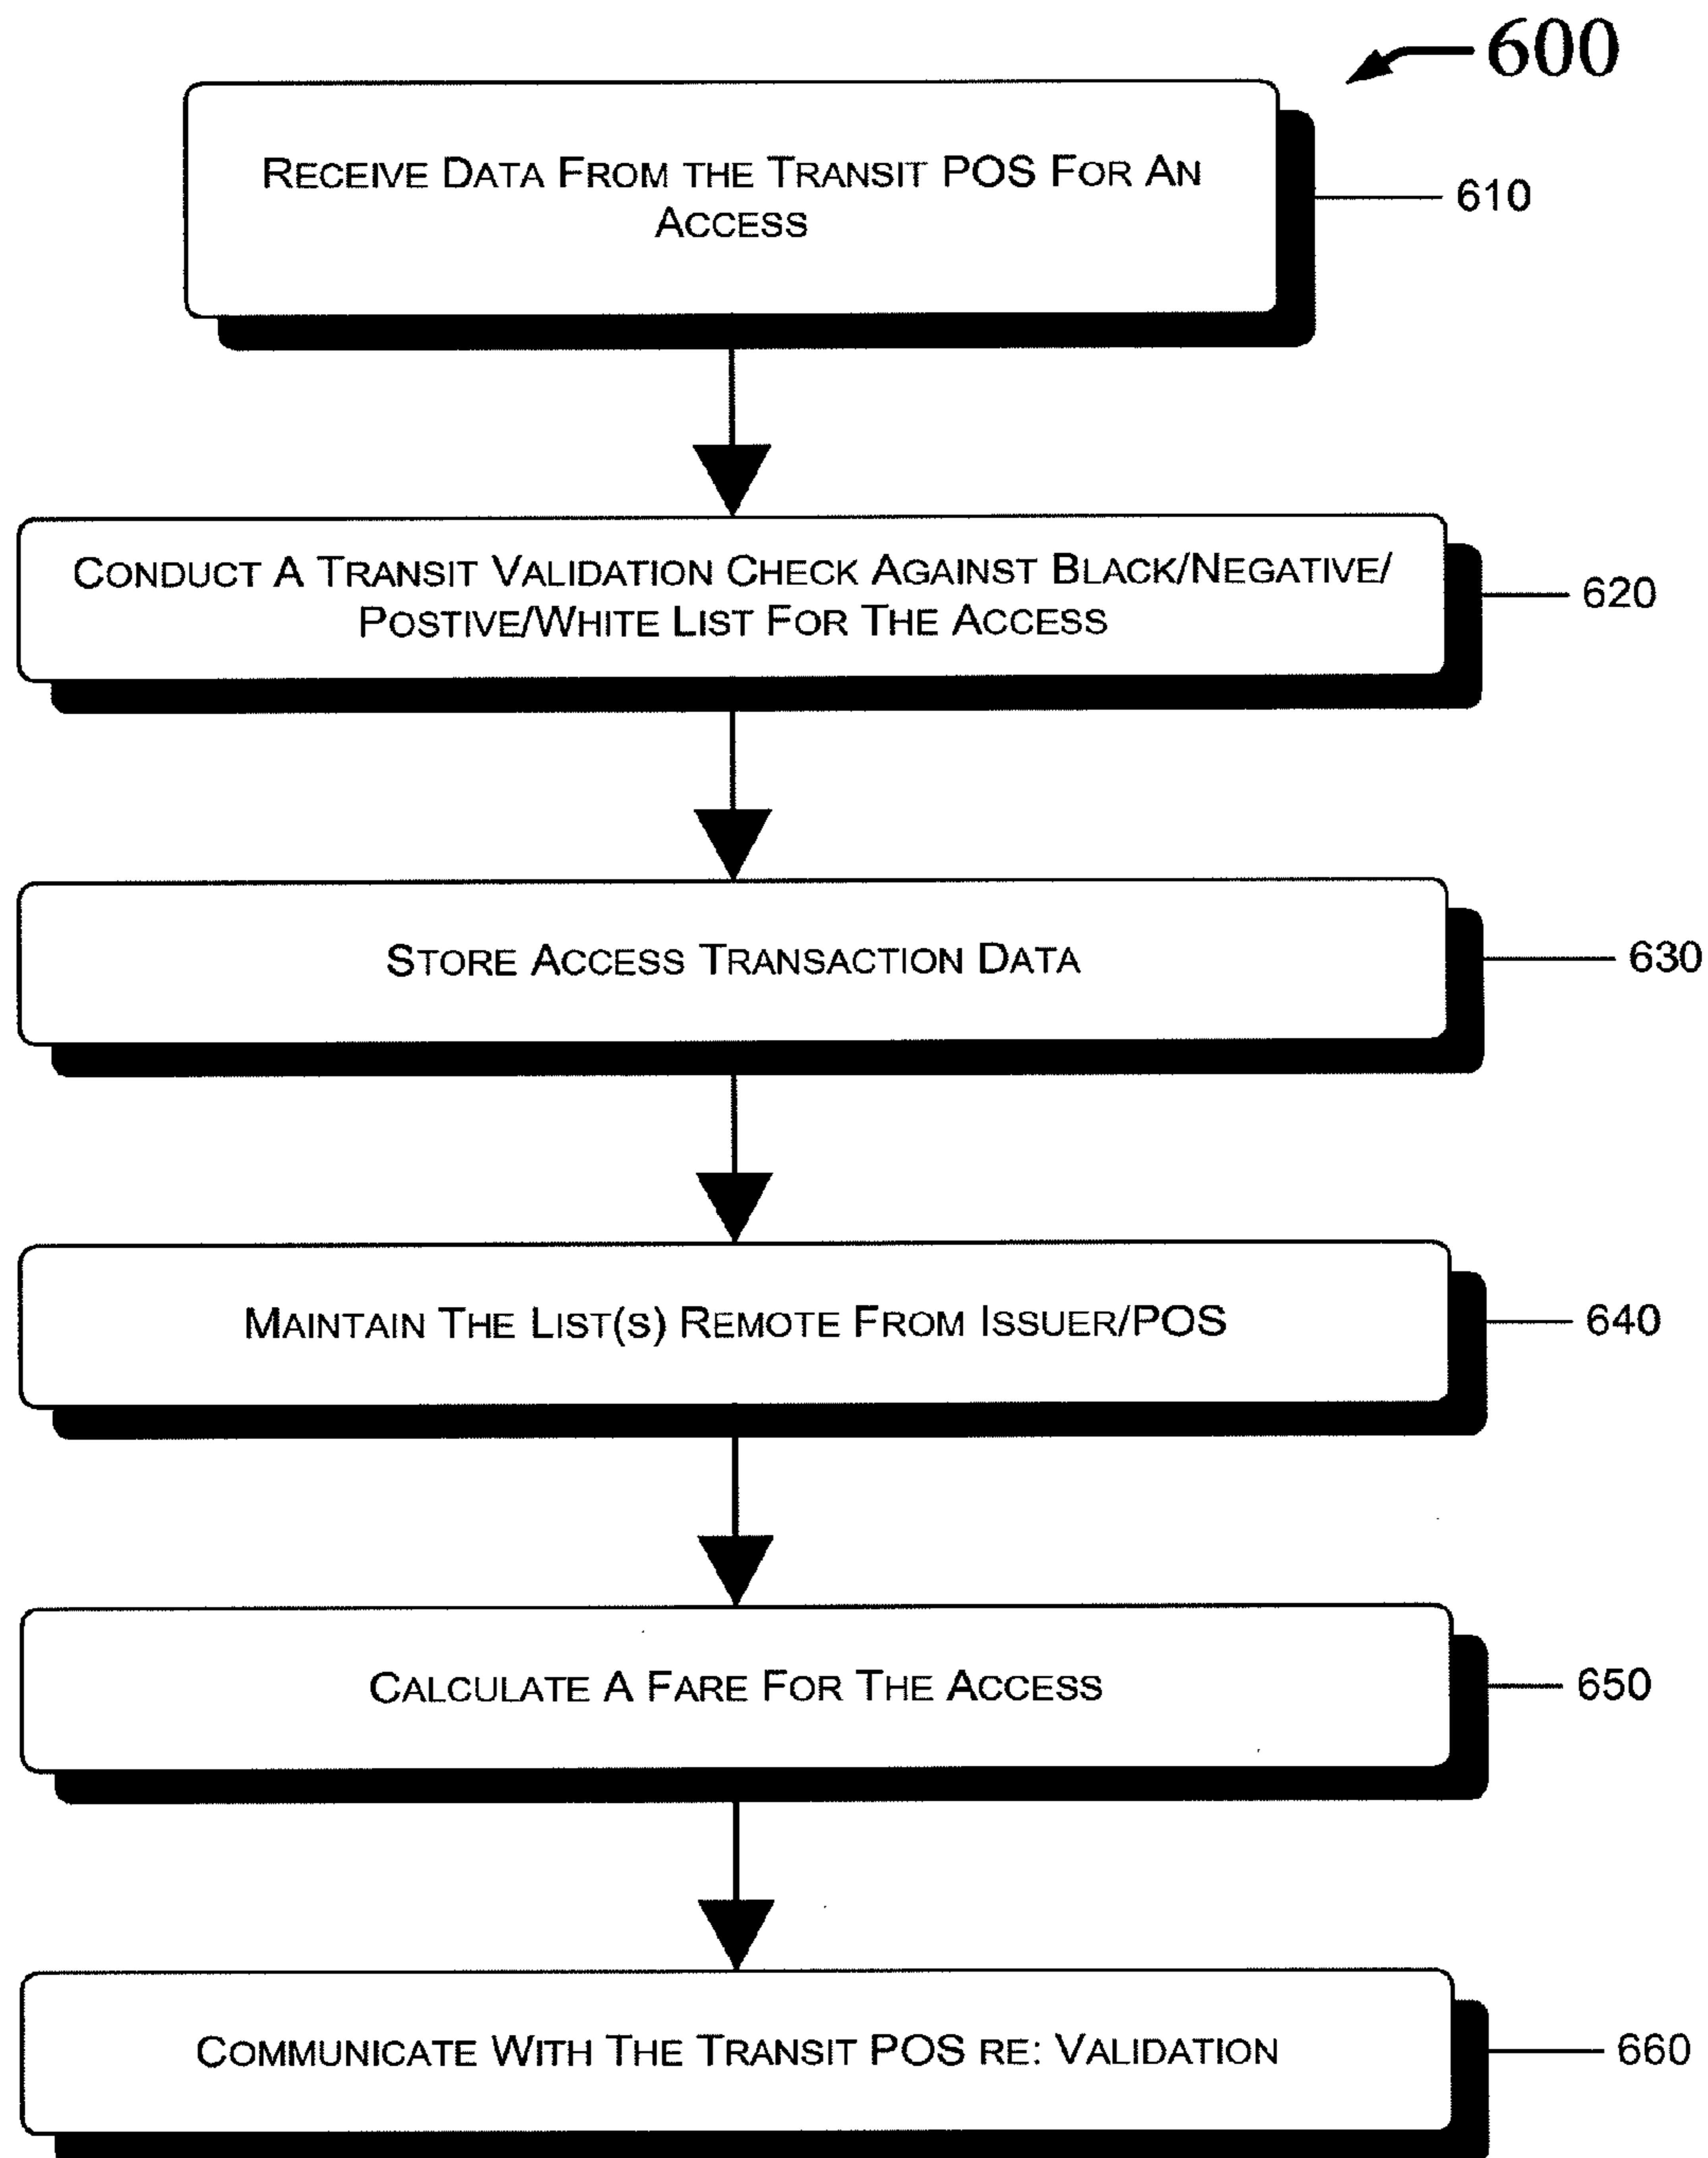 600
RECEIVE DATA FROM THE TRANSIT POS FOR AN
ACCESS
610
CONDUCT A TRANSIT VALIDATION CHECK AGAINST BLACK/NEGATIVE/
POSTIVE/WHITE LIST FOR THE ACCESS
620
STORE ACCESS TRANSACTION DATA
630
MAINTAIN THE LIST(S) REMOTE FROM ISSUER/POS
640
CALCULATE A FARE FOR THE ACCESS
650
COMMUNICATE WITH THE TRANSIT POS RE: VALIDATION
660